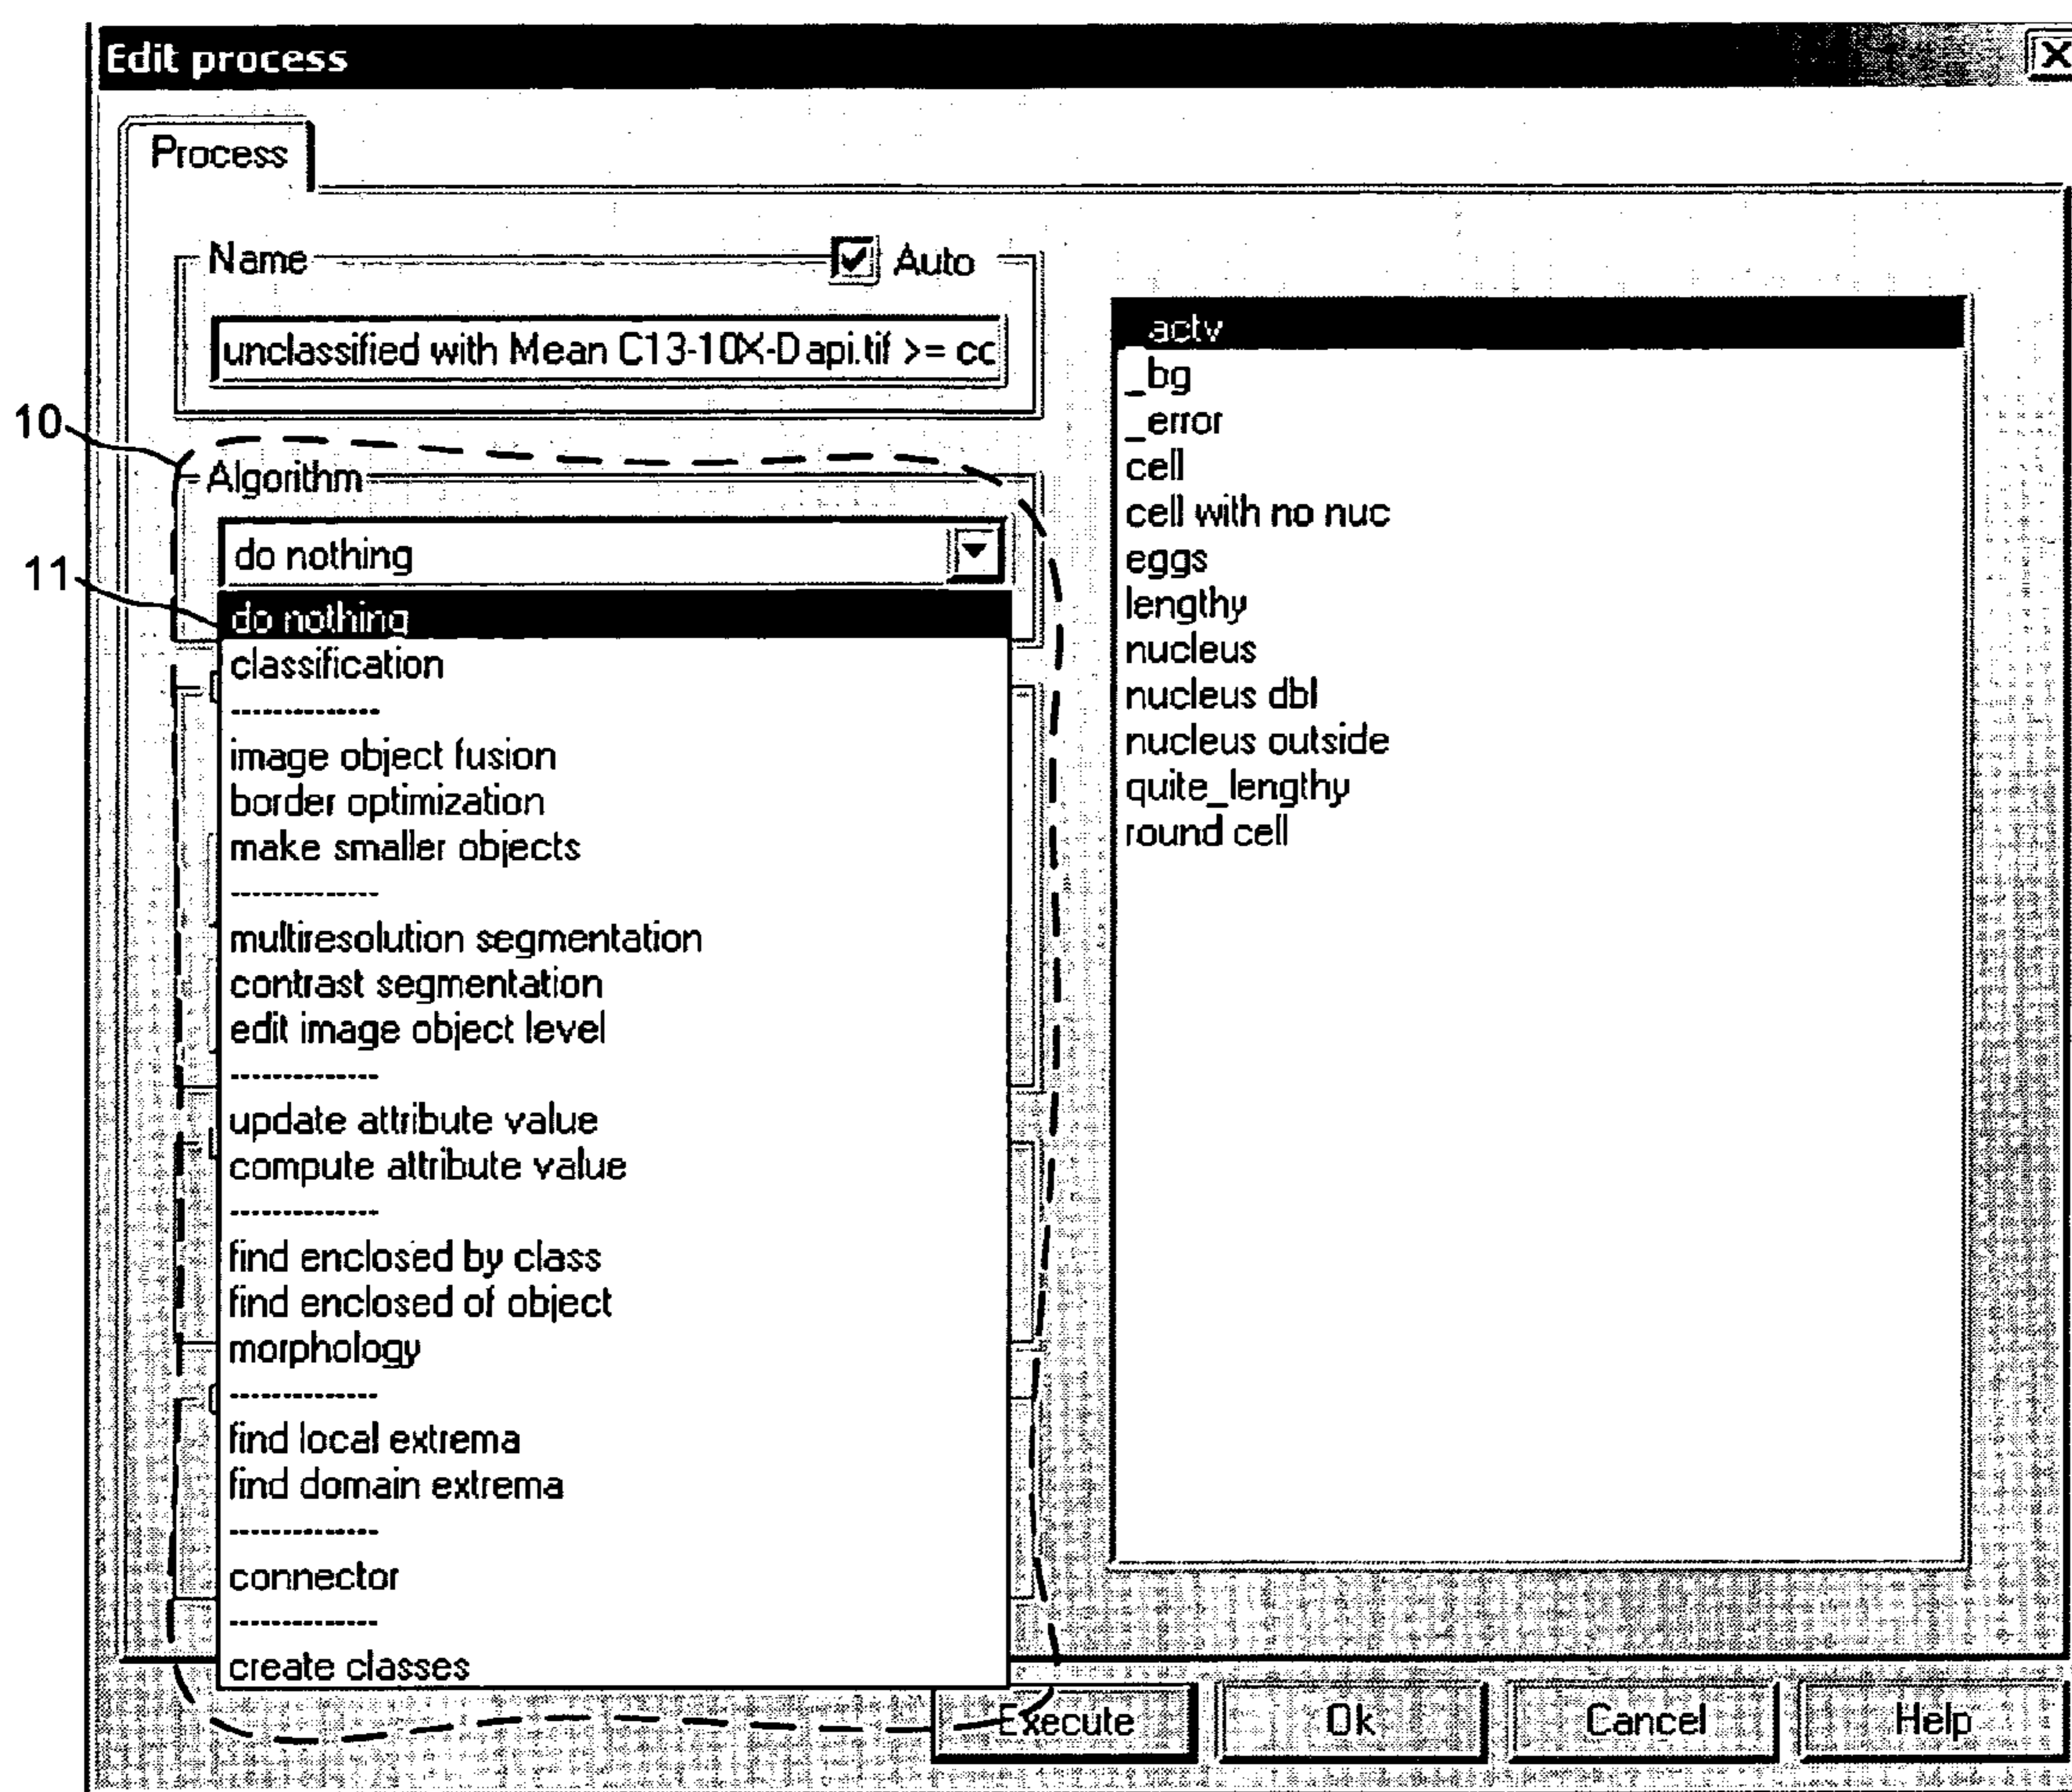 Edit process
Process
Name
Auto
unclassified with Mean C13-10X-Dapi.tif >= cc
10
Algorithm
do nothing
11
do nothing
classification
--------------
image object fusion
border optimization
make smaller objects
--------------
multiresolution segmentation
contrast segmentation
edit image object level
--------------
update attribute value
compute attribute value
--------------
find enclosed by class
find enclosed of object
morphology
--------------
find local extrema
find domain extrema
--------------
connector
--------------
create classes
_actv
_bg
_error
cell
cell with no nuc
eggs
lengthy
nucleus
nucleus dbl
nucleus outside
quite_lengthy
round cell
Execute
Ok
Cancel
Help